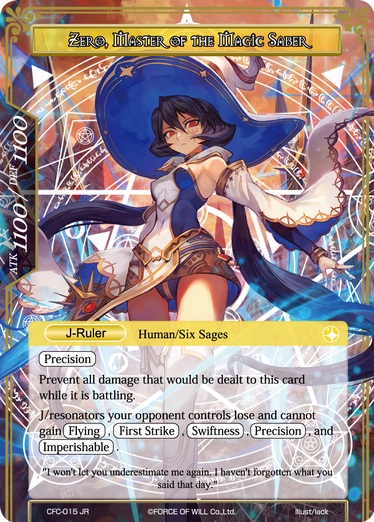 Zero, Master of the Magic Saber
ATK 1100 DEF 1100
J-Ruler Human/Six Sages
Precision
Prevent all damage that would be dealt to this card
while it is battling.
J/resonators your opponent controls lose and cannot
gain Flying , First Strike , Swiftness , Precision , and
Imperishable .
"I won't let you underestimate me again. I haven't forgotten what you
said that day."
CFC-015 JR ©FORCE OF WILL Co.,Ltd. Illust/lack